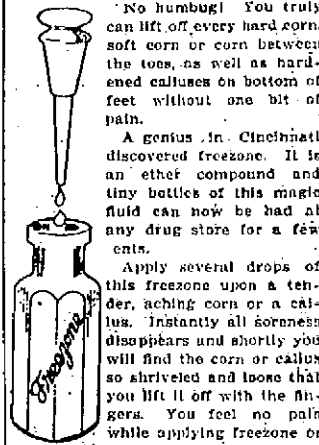 "No humbug! You truly
can lift off every hard corn,
soft corn or corn between
the toes, as well as hard-
ened calluses on bottom of
feet without one bit of
pain.
A genius in Cincinnati
discovered freezone. It is
an ether compound and
tiny bottles of this magic
fluid can now be had at
any drug store for a few
cents.
Apply several drops of
this freezone upon a ten-
der, aching corn or a cal-
lus. Instantly all soreness
disappears and shortly you
will find the corn or callus
so shriveled and loose that
you lift it off with the fin-
gers. You feel no pain
while applying freezone or
Freezone